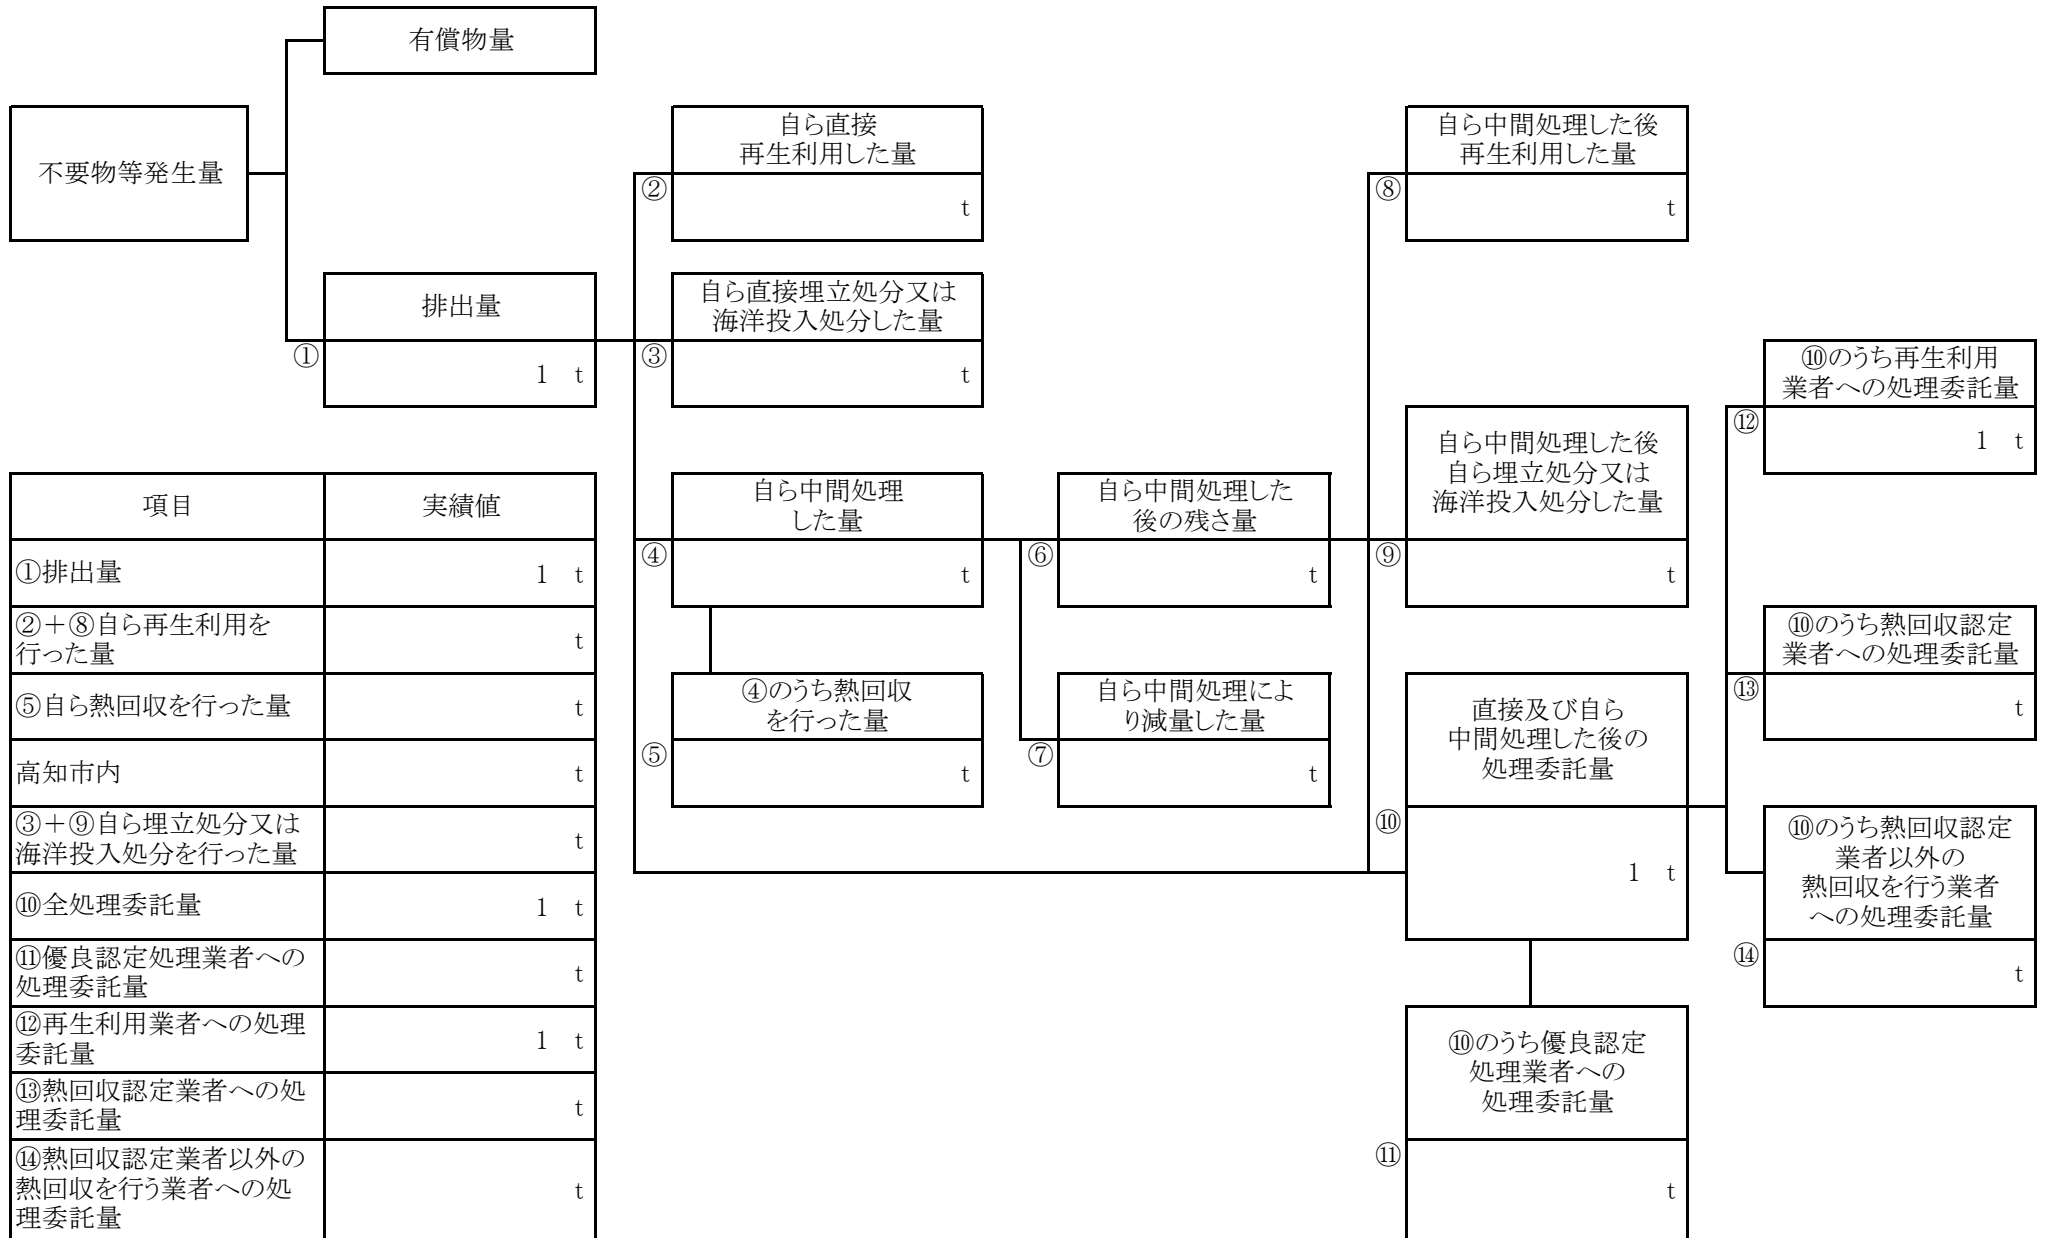 有償物量
不要物等発生量
排出量
①
1 t
自ら直接
再生利用した量
②
t
自ら直接埋立処分又は
海洋投入処分した量
③
t
自ら中間処理
した量
④
t
④のうち熱回収
を行った量
⑤
t
自ら中間処理した
後の残さ量
⑥
t
自ら中間処理によ
り減量した量
⑦
t
自ら中間処理した後
再生利用した量
⑧
t
自ら中間処理した後
自ら埋立処分又は
海洋投入処分した量
⑨
t
直接及び自ら
中間処理した後の
処理委託量
⑩
1 t
⑩のうち優良認定
処理業者への
処理委託量
⑪
t
⑩のうち再生利用
業者への処理委託量
⑫
1 t
⑩のうち熱回収認定
業者への処理委託量
⑬
t
⑩のうち熱回収認定
業者以外の
熱回収を行う業者
への処理委託量
⑭
t
項目 実績値
①排出量 1 t
②＋⑧自ら再生利用を
行った量 t
⑤自ら熱回収を行った量 t
高知市内 t
③＋⑨自ら埋立処分又は
海洋投入処分を行った量 t
⑩全処理委託量 1 t
⑪優良認定処理業者への
処理委託量 t
⑫再生利用業者への処理
委託量 1 t
⑬熱回収認定業者への処
理委託量 t
⑭熱回収認定業者以外の
熱回収を行う業者への処
理委託量 t